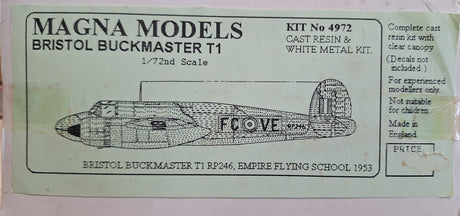 MAGNA MODELS
BRISTOL BUCKMASTER T1
1/72nd Scale
KIT No 4972
CAST RESIN &
WHITE METAL KIT.
Complete cast
resin kit with
clear canopy
(Decals not
included.)
For experienced
modellers only.
Not suitable
for children.
Made in
England.
PRICE
FC VE
RP246
BRISTOL BUCKMASTER T1 RP246, EMPIRE FLYING SCHOOL 1953